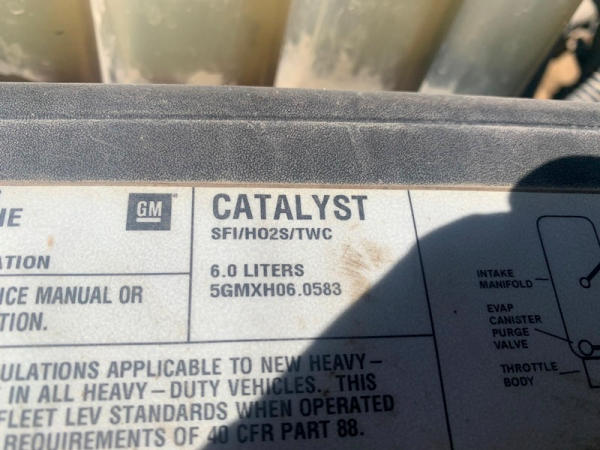 NE
GM
CATALYST
SFI/HO2S/TWC
ATION
6.0 LITERS
ICE MANUAL OR
5GMXH06.0583
TION.
INTAKE
MANIFOLD
EVAP
CANISTER
PURGE
VALVE
THROTTLE
BODY
GULATIONS APPLICABLE TO NEW HEAVY-
T IN ALL HEAVY-DUTY VEHICLES. THIS
FLEET LEV STANDARDS WHEN OPERATED
REQUIREMENTS OF 40 CFR PART 88.